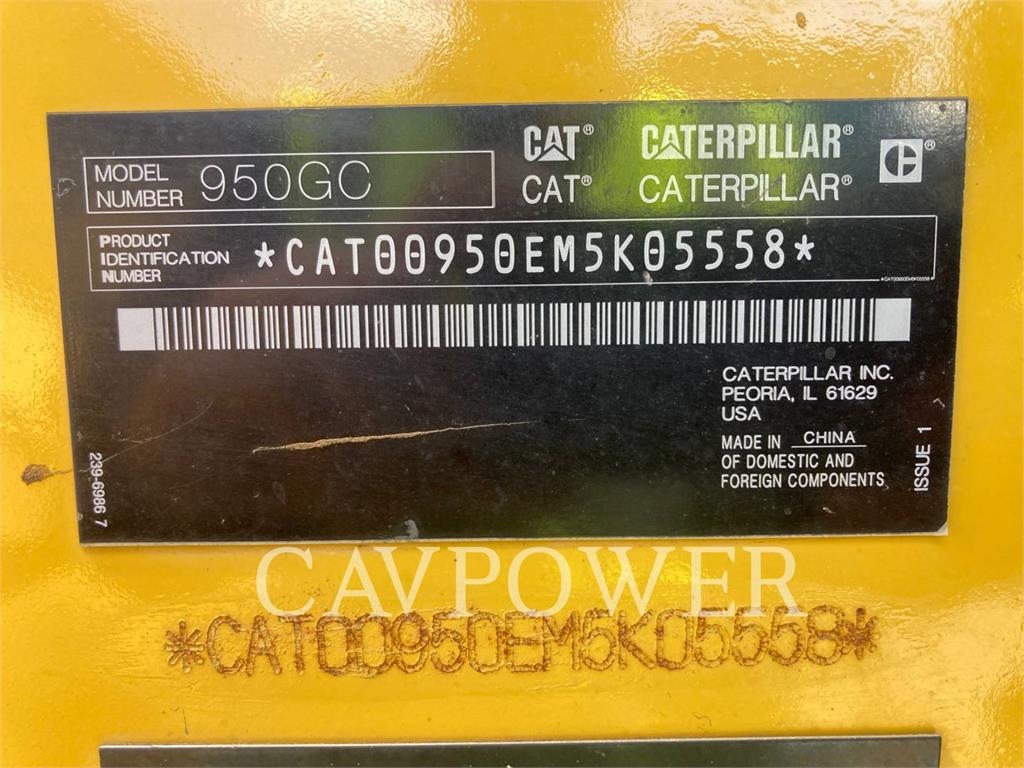 MODEL
NUMBER 950GC
CAT® CATERPILLAR®
CAT® CATERPILLAR®
C®
PRODUCT
IDENTIFICATION
NUMBER
*CAT00950EM5K05558*
*CAT00950EM5K05558
CATERPILLAR INC.
PEORIA, IL 61629
USA
MADE IN CHINA
OF DOMESTIC AND
FOREIGN COMPONENTS
ISSUE 1
239-6986 7
CAVPOWER
*CAT00950EM5K05558*